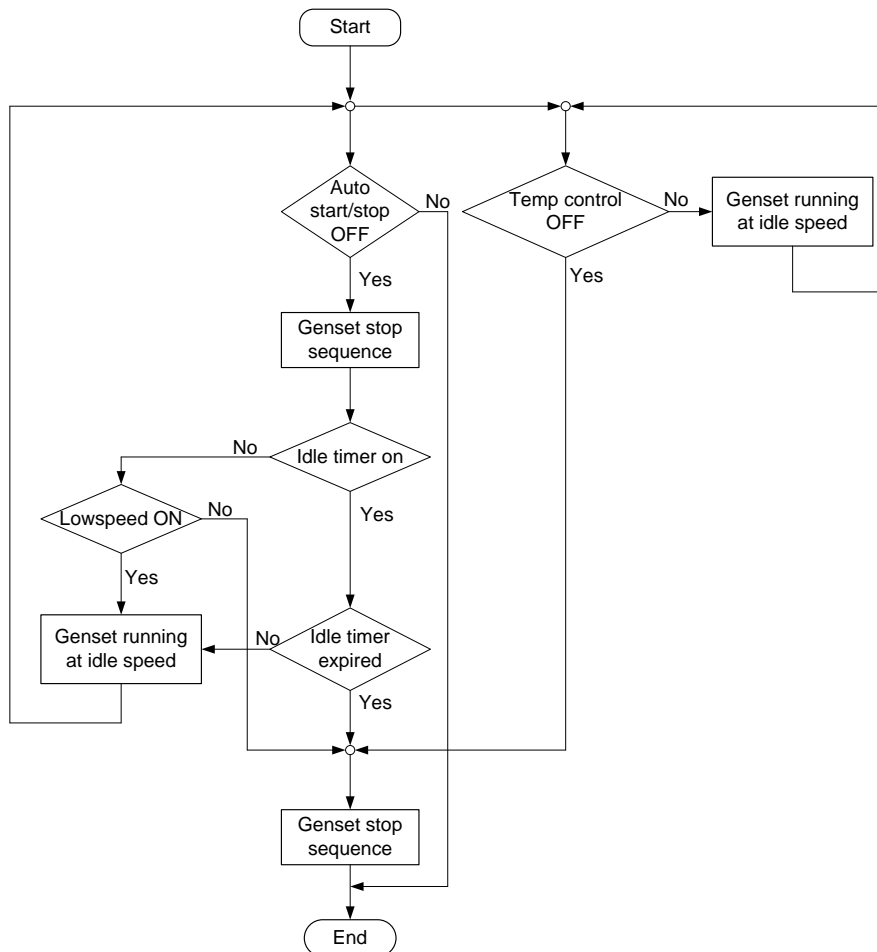 Start
Auto
start/stop
OFF
No
Yes
Temp control
OFF
No
Yes
Genset running
at idle speed
Genset stop
sequence
Idle timer on
No
Yes
Lowspeed ON
No
Yes
Genset running
at idle speed
Idle timer
expired
No
Yes
Genset stop
sequence
End